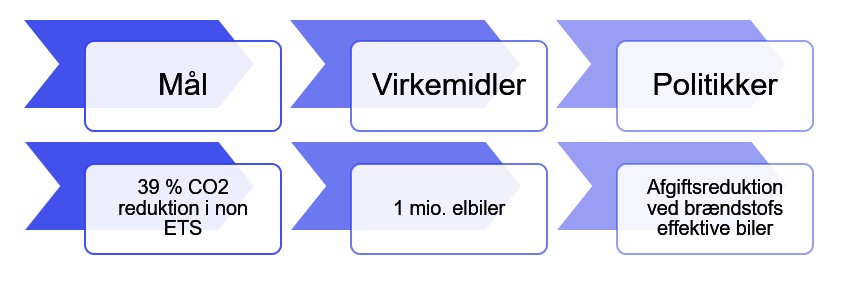 Mål
Virkemidler
Politikker
39 % CO2
reduktion i non
ETS
1 mio. elbiler
Afgiftsreduktion
ved brændstofs
effektive biler